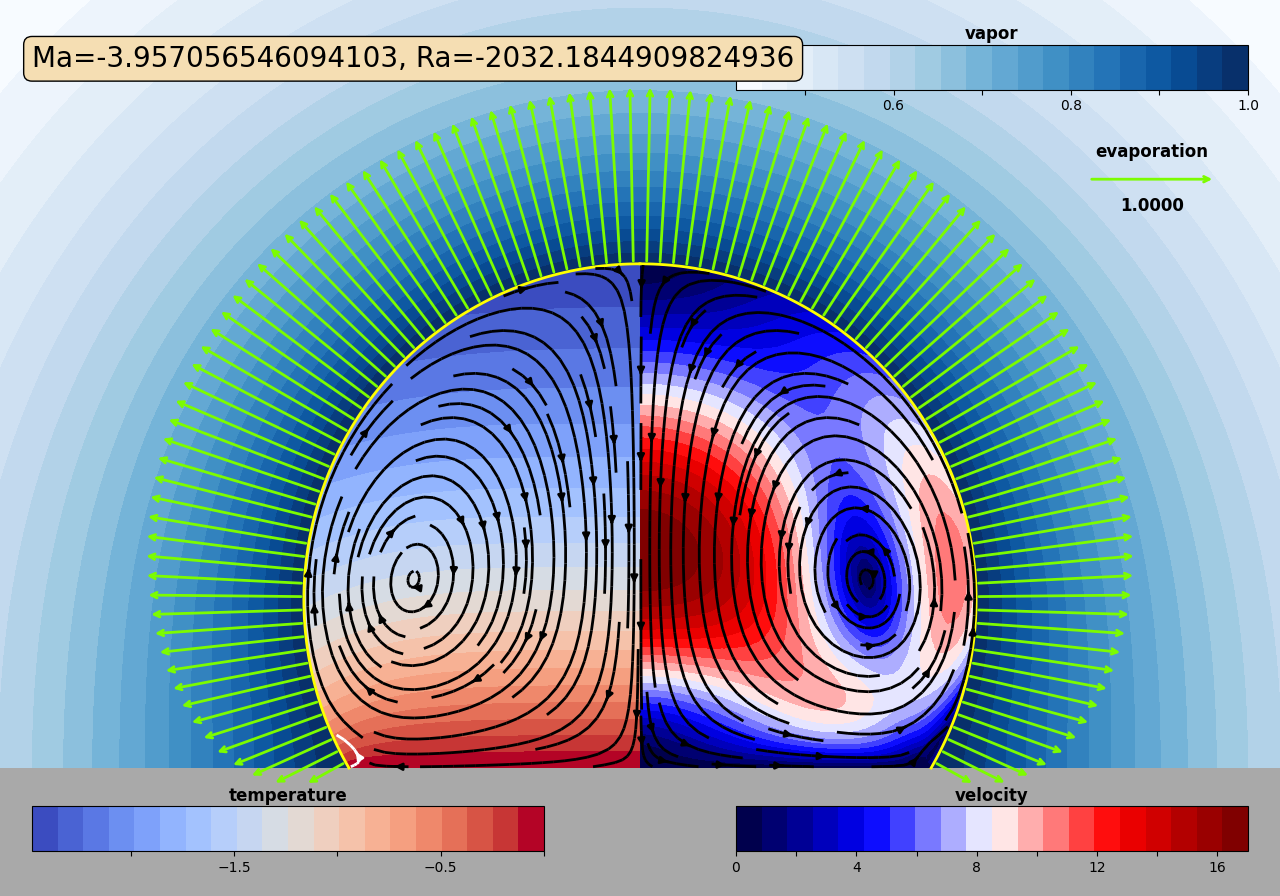 vapor
Ma=-3.957056546094103, Ra=-2032.1844909824936
0.6 0.8 1.0
evaporation
1.0000
temperature
−1.5 −0.5
velocity
0 4 8 12 16